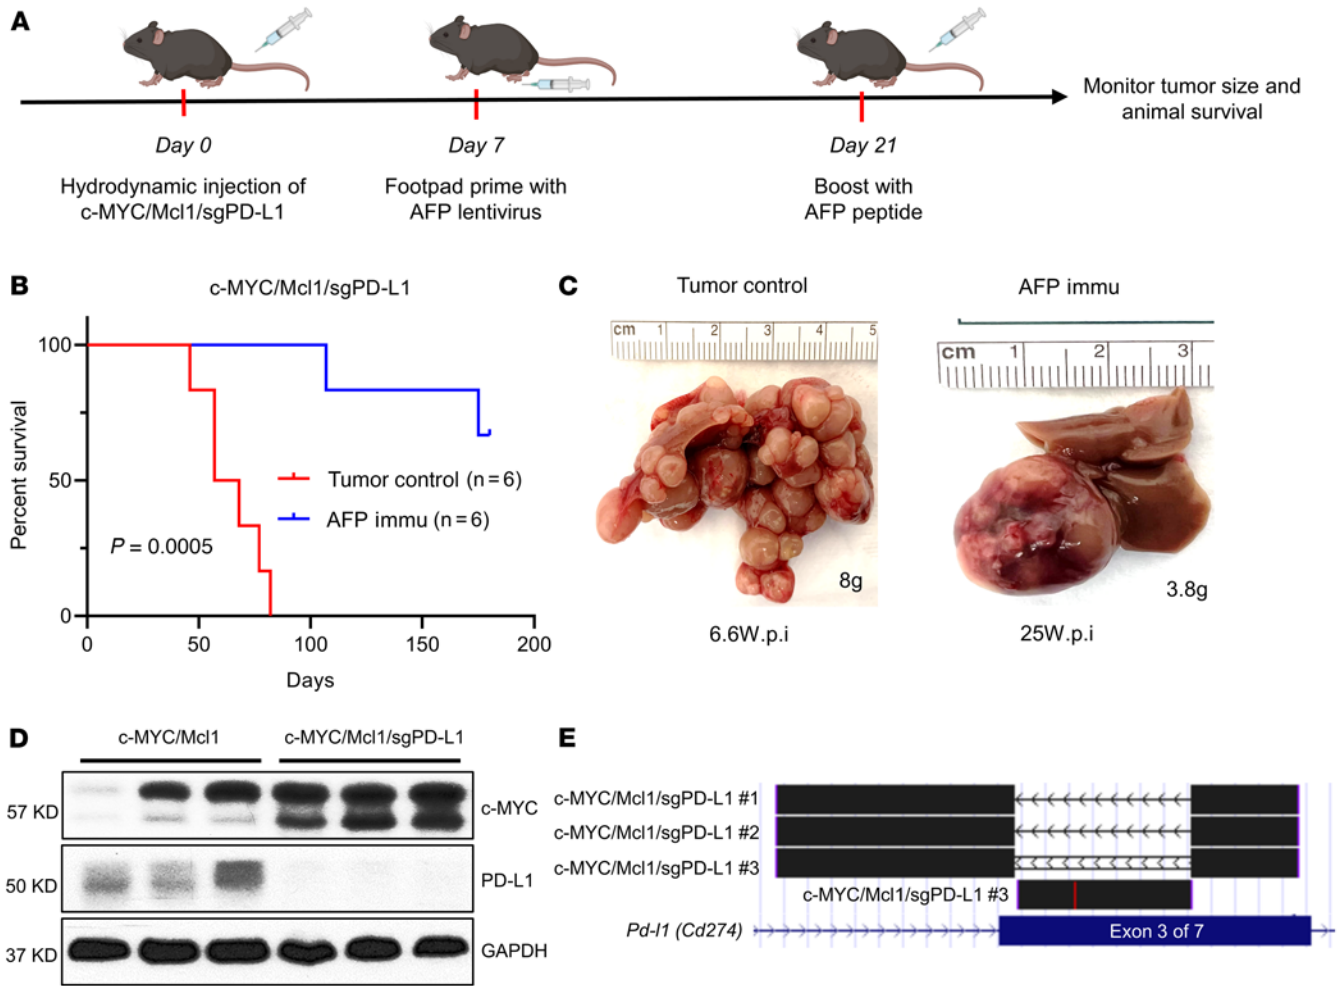 A
Day 0
Day 7
Day 21
Monitor tumor size and
animal survival
Hydrodynamic injection of
c-MYC/Mcl1/sgPD-L1
Footpad prime with
AFP lentivirus
Boost with
AFP peptide
B
c-MYC/Mcl1/sgPD-L1
Percent survival
100
50
0
Tumor control (n = 6)
AFP immu (n = 6)
P = 0.0005
0 50 100 150 200
Days
C
Tumor control
AFP immu
cm 1 2 3 4 5
cm 1 2 3
8g
3.8g
6.6W.p.i
25W.p.i
D
c-MYC/Mcl1
c-MYC/Mcl1/sgPD-L1
57 KD
c-MYC
50 KD
PD-L1
37 KD
GAPDH
E
c-MYC/Mcl1/sgPD-L1 #1
c-MYC/Mcl1/sgPD-L1 #2
c-MYC/Mcl1/sgPD-L1 #3
c-MYC/Mcl1/sgPD-L1 #3
Pd-l1 (Cd274)
Exon 3 of 7